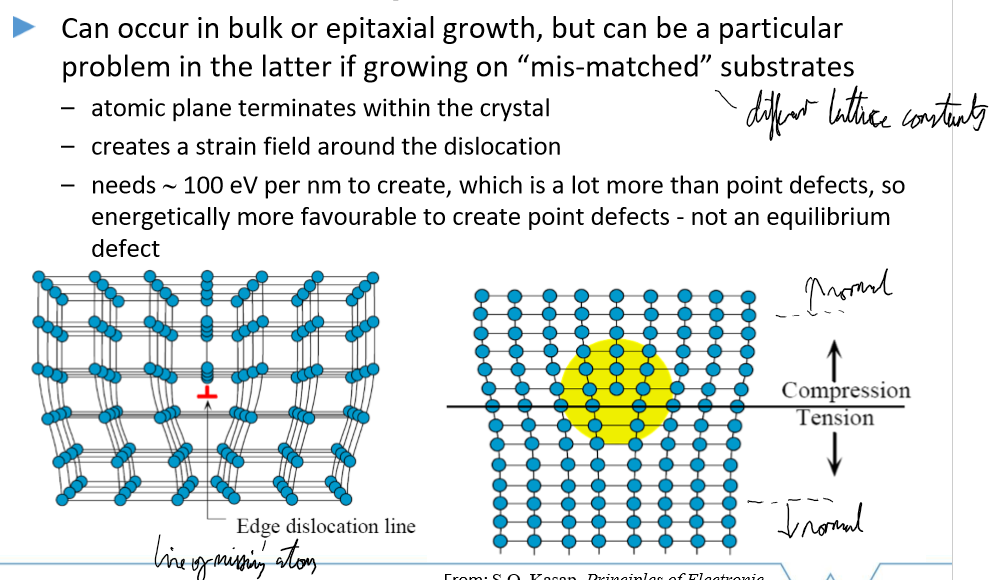 Can occur in bulk or epitaxial growth, but can be a particular
problem in the latter if growing on “mis-matched” substrates
different lattice constants
– atomic plane terminates within the crystal
– creates a strain field around the dislocation
– needs ~ 100 eV per nm to create, which is a lot more than point defects, so
energetically more favourable to create point defects - not an equilibrium
defect
↑normal
Compression
Tension
↓normal
Edge dislocation line
line of missing atoms
From: S.O. Kasap, Principles of Electronic